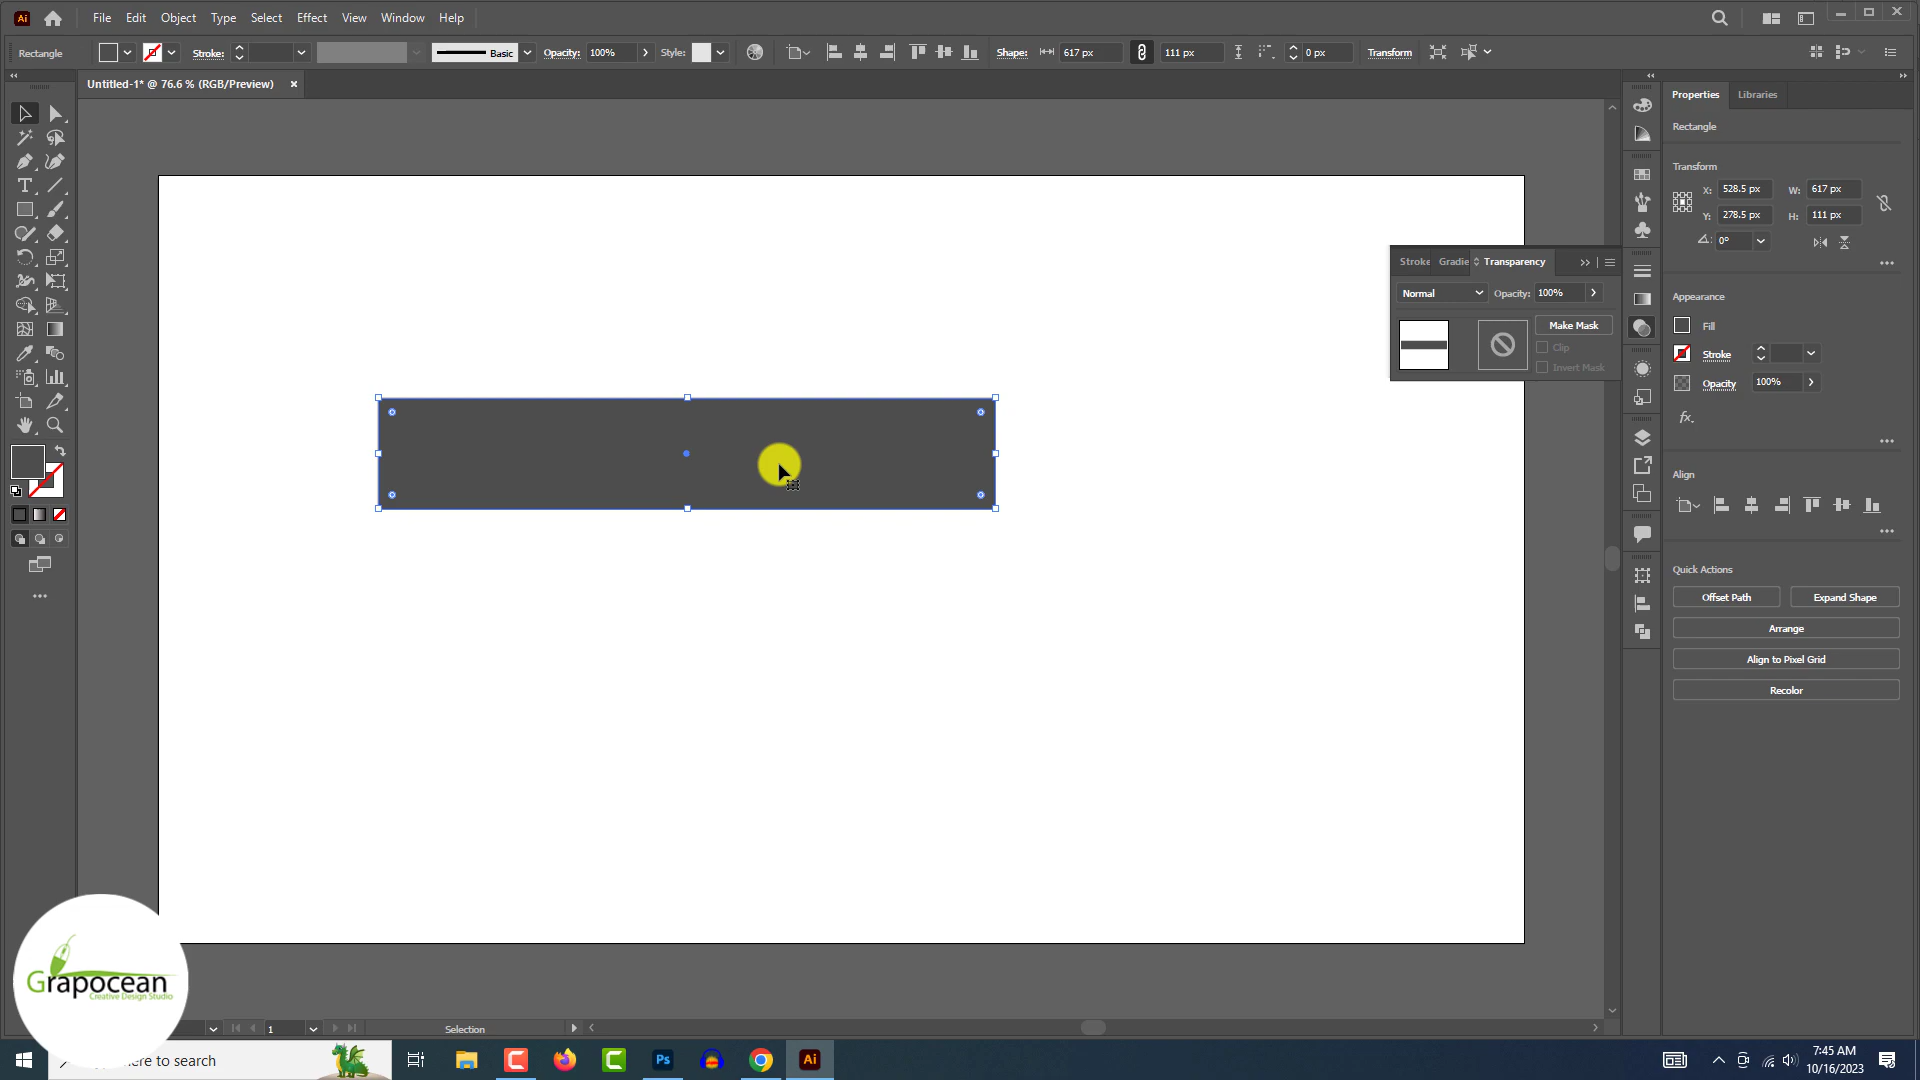 Ai File Edit Object Type Select Effect View Window Help
Rectangle Stroke: Basic Opacity: 100% Style: Shape: 617 px 111 px 0 px Transform
Untitled-1* @ 76.6 % (RGB/Preview)
Properties Libraries
Rectangle
Transform
X: 528.5 px W: 617 px
Y: 278.5 px H: 111 px
0°
Stroke Gradie Transparency
Normal Opacity: 100%
Make Mask
Clip
Invert Mask
Appearance
Fill
Stroke
Opacity 100%
fx.
Align
Quick Actions
Offset Path Expand Shape
Arrange
Align to Pixel Grid
Recolor
Grapocean
Creative Design Studio
1 Selection
here to search
Ps
Ai
7:45 AM
10/16/2023